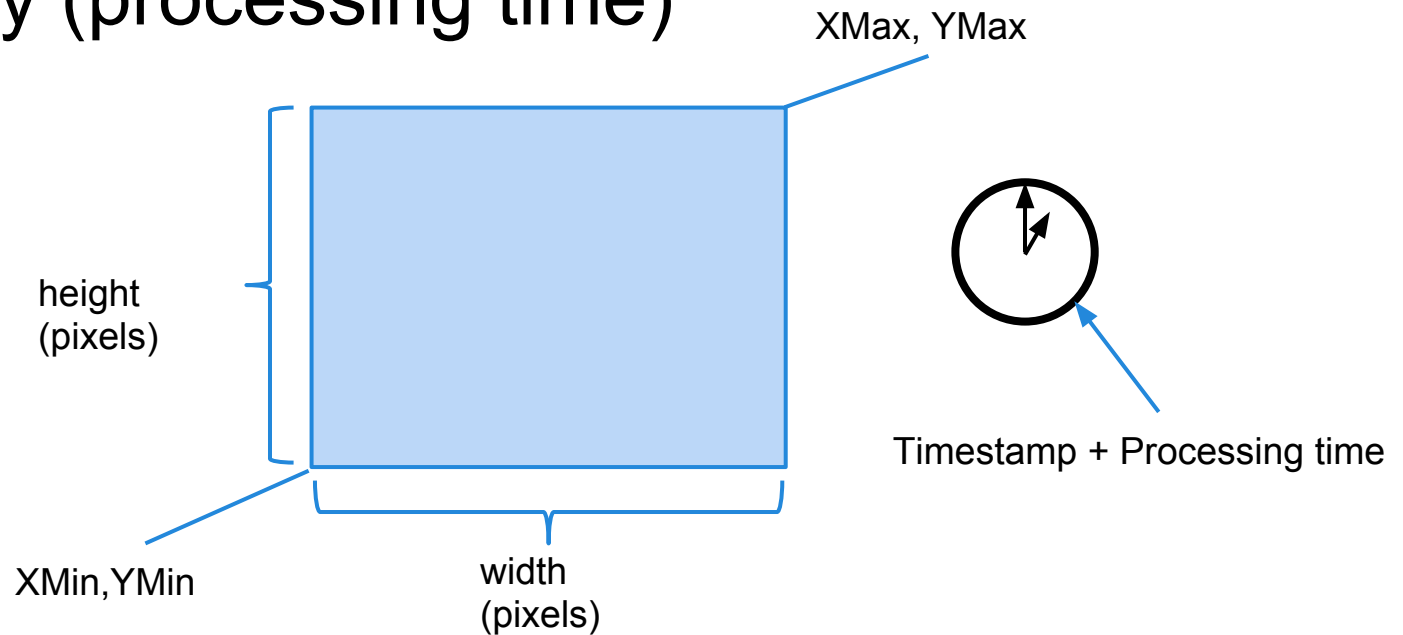 y (processing time)
XMax, YMax
height
(pixels)
Timestamp + Processing time
XMin,YMin
width
(pixels)